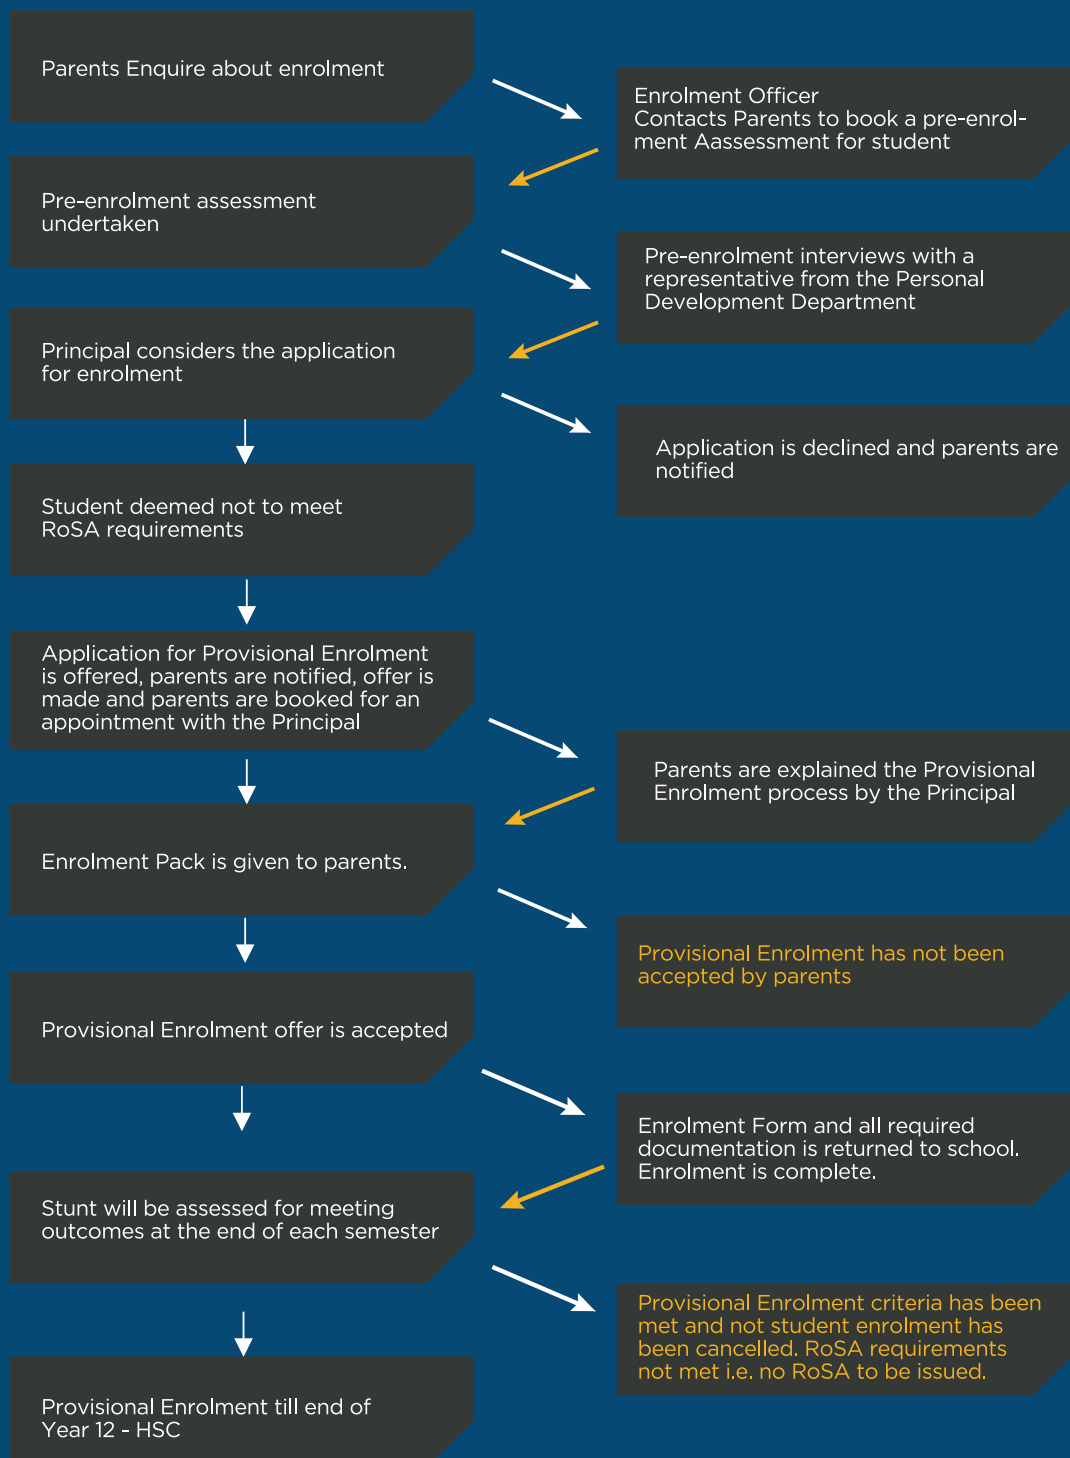 Parents Enquire about enrolment
Enrolment Officer
Contacts Parents to book a pre-enrol-
ment Aassessment for student
Pre-enrolment assessment
undertaken
Pre-enrolment interviews with a
representative from the Personal
Development Department
Principal considers the application
for enrolment
Application is declined and parents are
notified
Student deemed not to meet
RoSA requirements
Application for Provisional Enrolment
is offered, parents are notified, offer is
made and parents are booked for an
appointment with the Principal
Parents are explained the Provisional
Enrolment process by the Principal
Enrolment Pack is given to parents.
Provisional Enrolment has not been
accepted by parents
Provisional Enrolment offer is accepted
Enrolment Form and all required
documentation is returned to school.
Enrolment is complete.
Stunt will be assessed for meeting
outcomes at the end of each semester
Provisional Enrolment criteria has been
met and not student enrolment has
been cancelled. RoSA requirements
not met i.e. no RoSA to be issued.
Provisional Enrolment till end of
Year 12 - HSC